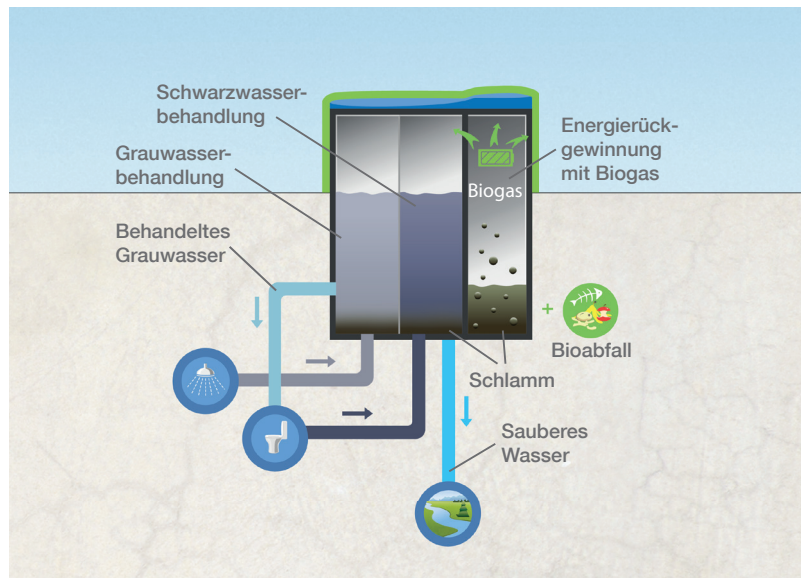 Schwarzwasser-
behandlung
Grauwasser-
behandlung
Behandeltes
Grauwasser
Energierück-
gewinnung
mit Biogas
Biogas
+
Bioabfall
Schlamm
Sauberes
Wasser